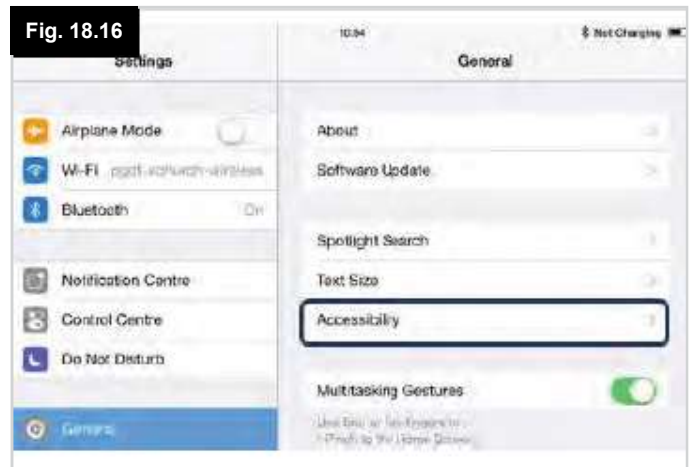 Fig. 18.16
10:54
Not Charging
Settings
General
Airplane Mode
Wi-Fi
Bluetooth
On
Notification Centre
Control Centre
Do Not Disturb
General
About
Software Update
Spotlight Search
Text Size
Accessibility
Multitasking Gestures